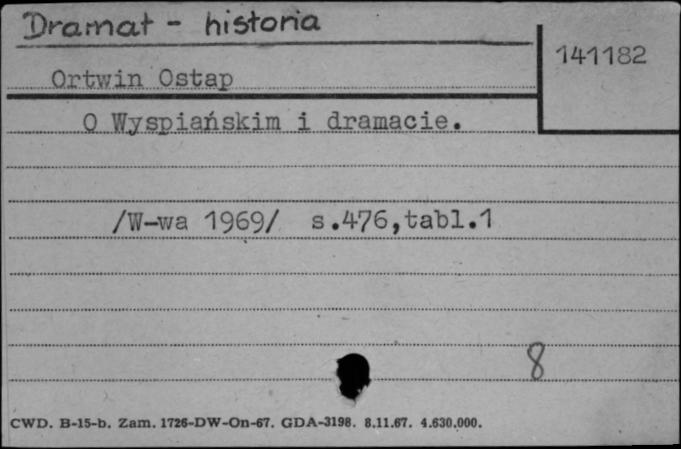 Dramat - historia
141182
Ortwin Ostap
O Wyspiańskim i dramacie.
/W-wa 1969/ s.476,tabl.1
8
CWD. B-15-b. Zam. 1726-DW-On-67. GDA-3198. 8.11.67. 4.630.000.